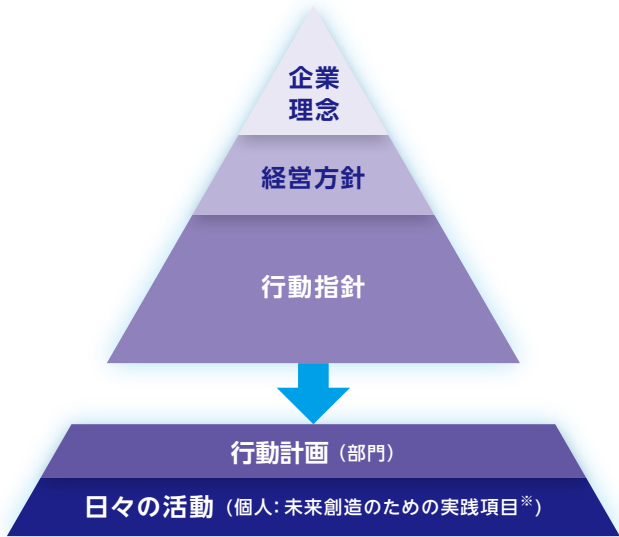 企業
理念
経営方針
行動指針
行動計画（部門）
日々の活動（個人：未来創造のための実践項目※）